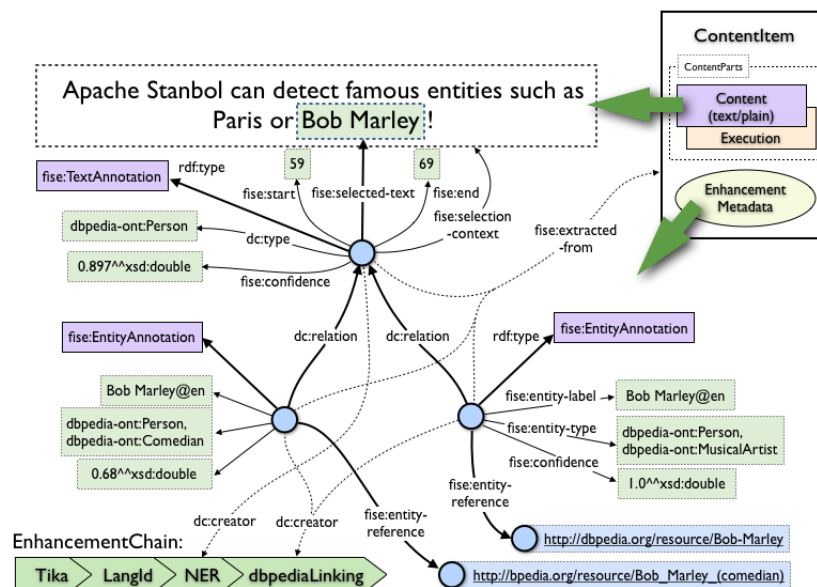 ContentItem
ContentParts
Content
(text/plain)
Execution
Enhancement
Metadata
Apache Stanbol can detect famous entities such as
Paris or Bob Marley !
59
69
rdf:type
fise:TextAnnotation
fise:start
fise:selected-text
fise:end
fise:selection
-context
fise:extracted
-from
dbpedia-ont:Person
dc:type
0.897^^xsd:double
fise:confidence
fise:EntityAnnotation
dc:relation
dc:relation
rdf:type
fise:EntityAnnotation
Bob Marley@en
dbpedia-ont:Person,
dbpedia-ont:Comedian
0.68^^xsd:double
fise:entity-label
Bob Marley@en
fise:entity-type
dbpedia-ont:Person,
dbpedia-ont:MusicalArtist
fise:confidence
1.0^^xsd:double
fise:entity-
reference
dc:creator
dc:creator
fise:entity-
reference
http://dbpedia.org/resource/Bob-Marley
http://bpedia.org/resource/Bob_Marley_(comedian)
EnhancementChain:
Tika
LangId
NER
dbpediaLinking